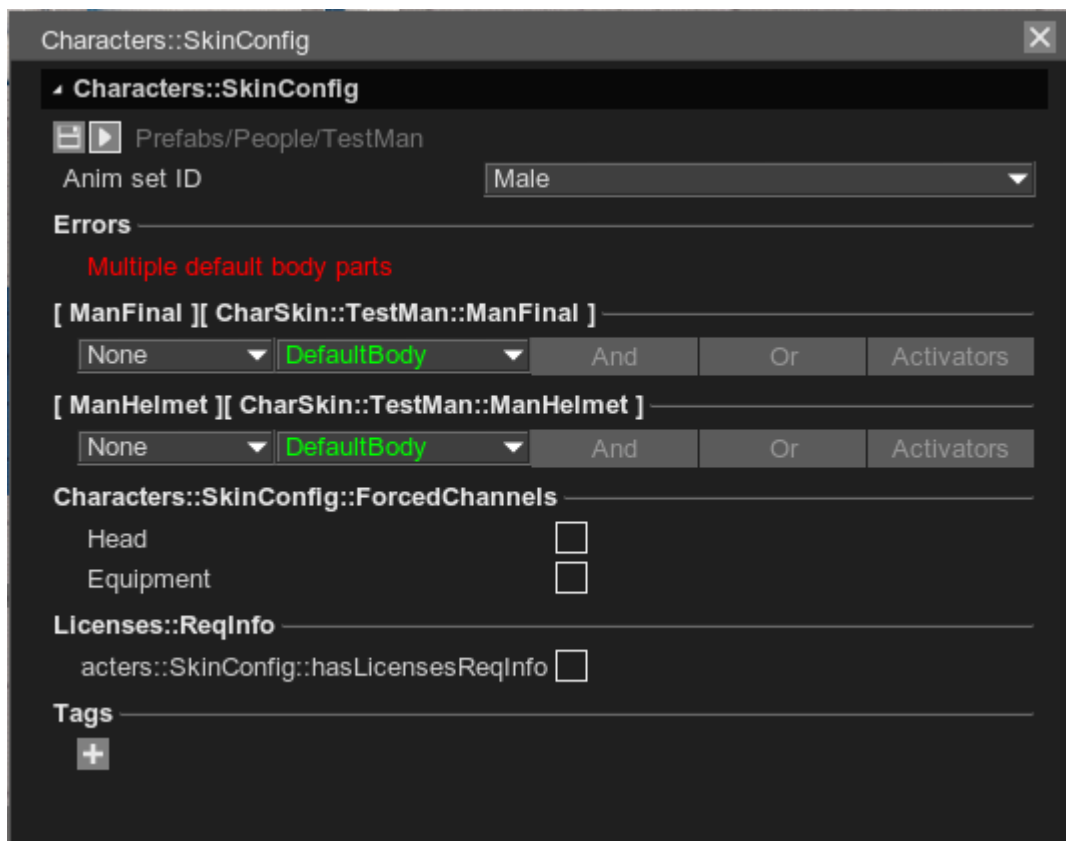 Characters::SkinConfig
Characters::SkinConfig
Prefabs/People/TestMan
Anim set ID Male
Errors
Multiple default body parts
[ ManFinal ][ CharSkin::TestMan::ManFinal ]
None DefaultBody And Or Activators
[ ManHelmet ][ CharSkin::TestMan::ManHelmet ]
None DefaultBody And Or Activators
Characters::SkinConfig::ForcedChannels
Head
Equipment
Licenses::ReqInfo
acters::SkinConfig::hasLicensesReqInfo
Tags